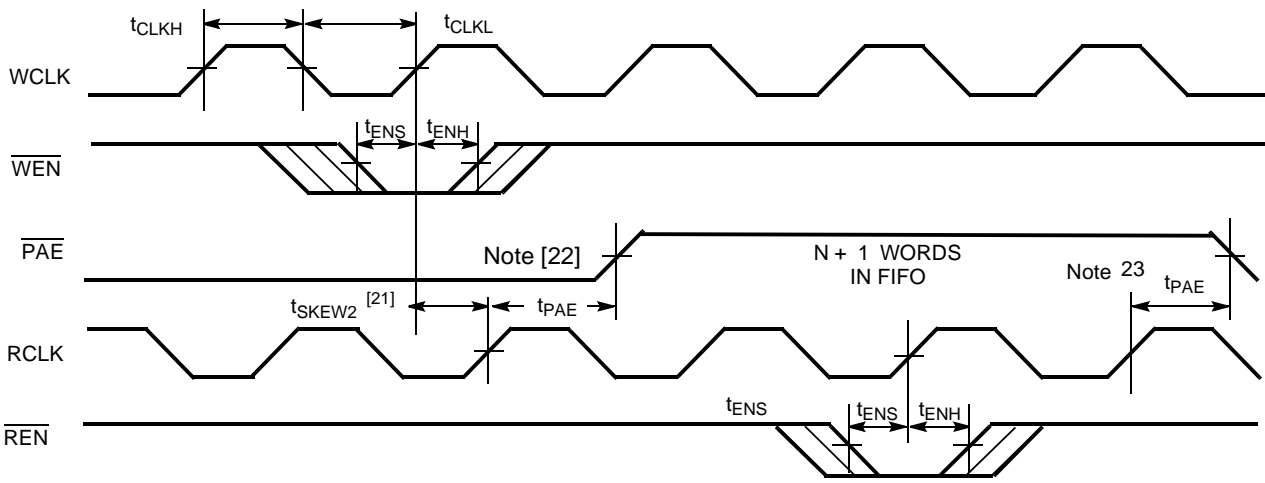 tCLKH
tCLKL
WCLK
tENS
tENH
WEN
PAE
Note [22]
N + 1 WORDS
IN FIFO
Note 23
tPAE
tSKEW2 [21]
tPAE
RCLK
tENS
tENS
tENH
REN